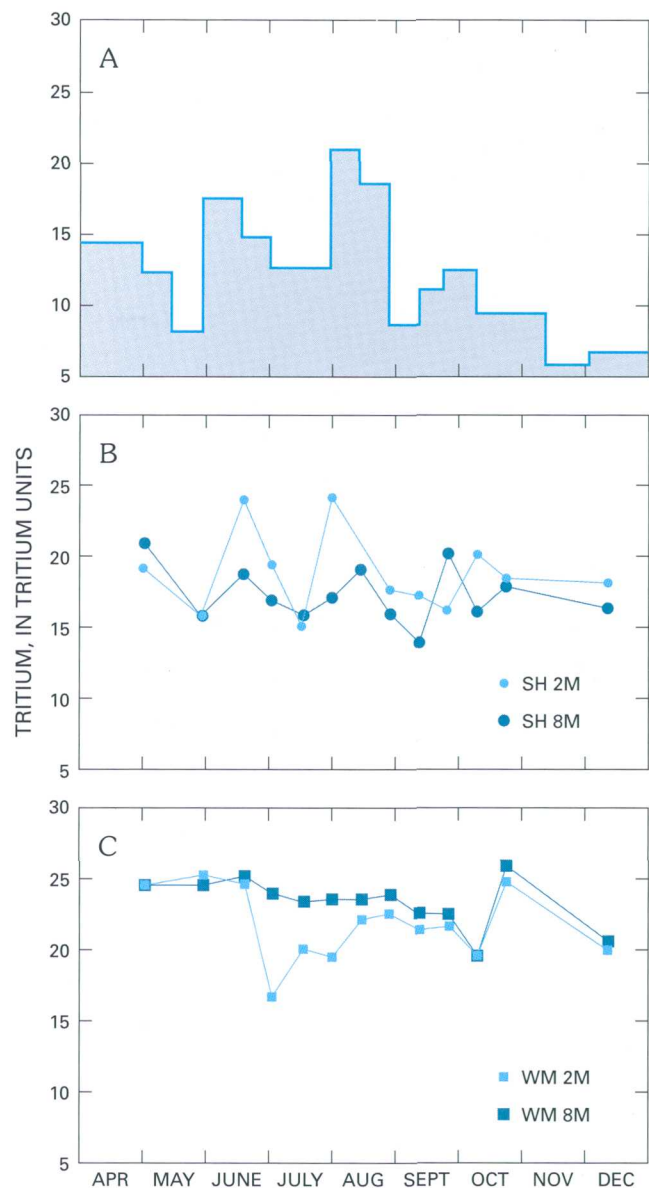 30
A
25
20
15
10
5
30
B
25
20
15
10
5
SH 2M
SH 8M
TRITIUM, IN TRITIUM UNITS
30
C
25
20
15
10
5
WM 2M
WM 8M
APR MAY JUNE JULY AUG SEPT OCT NOV DEC